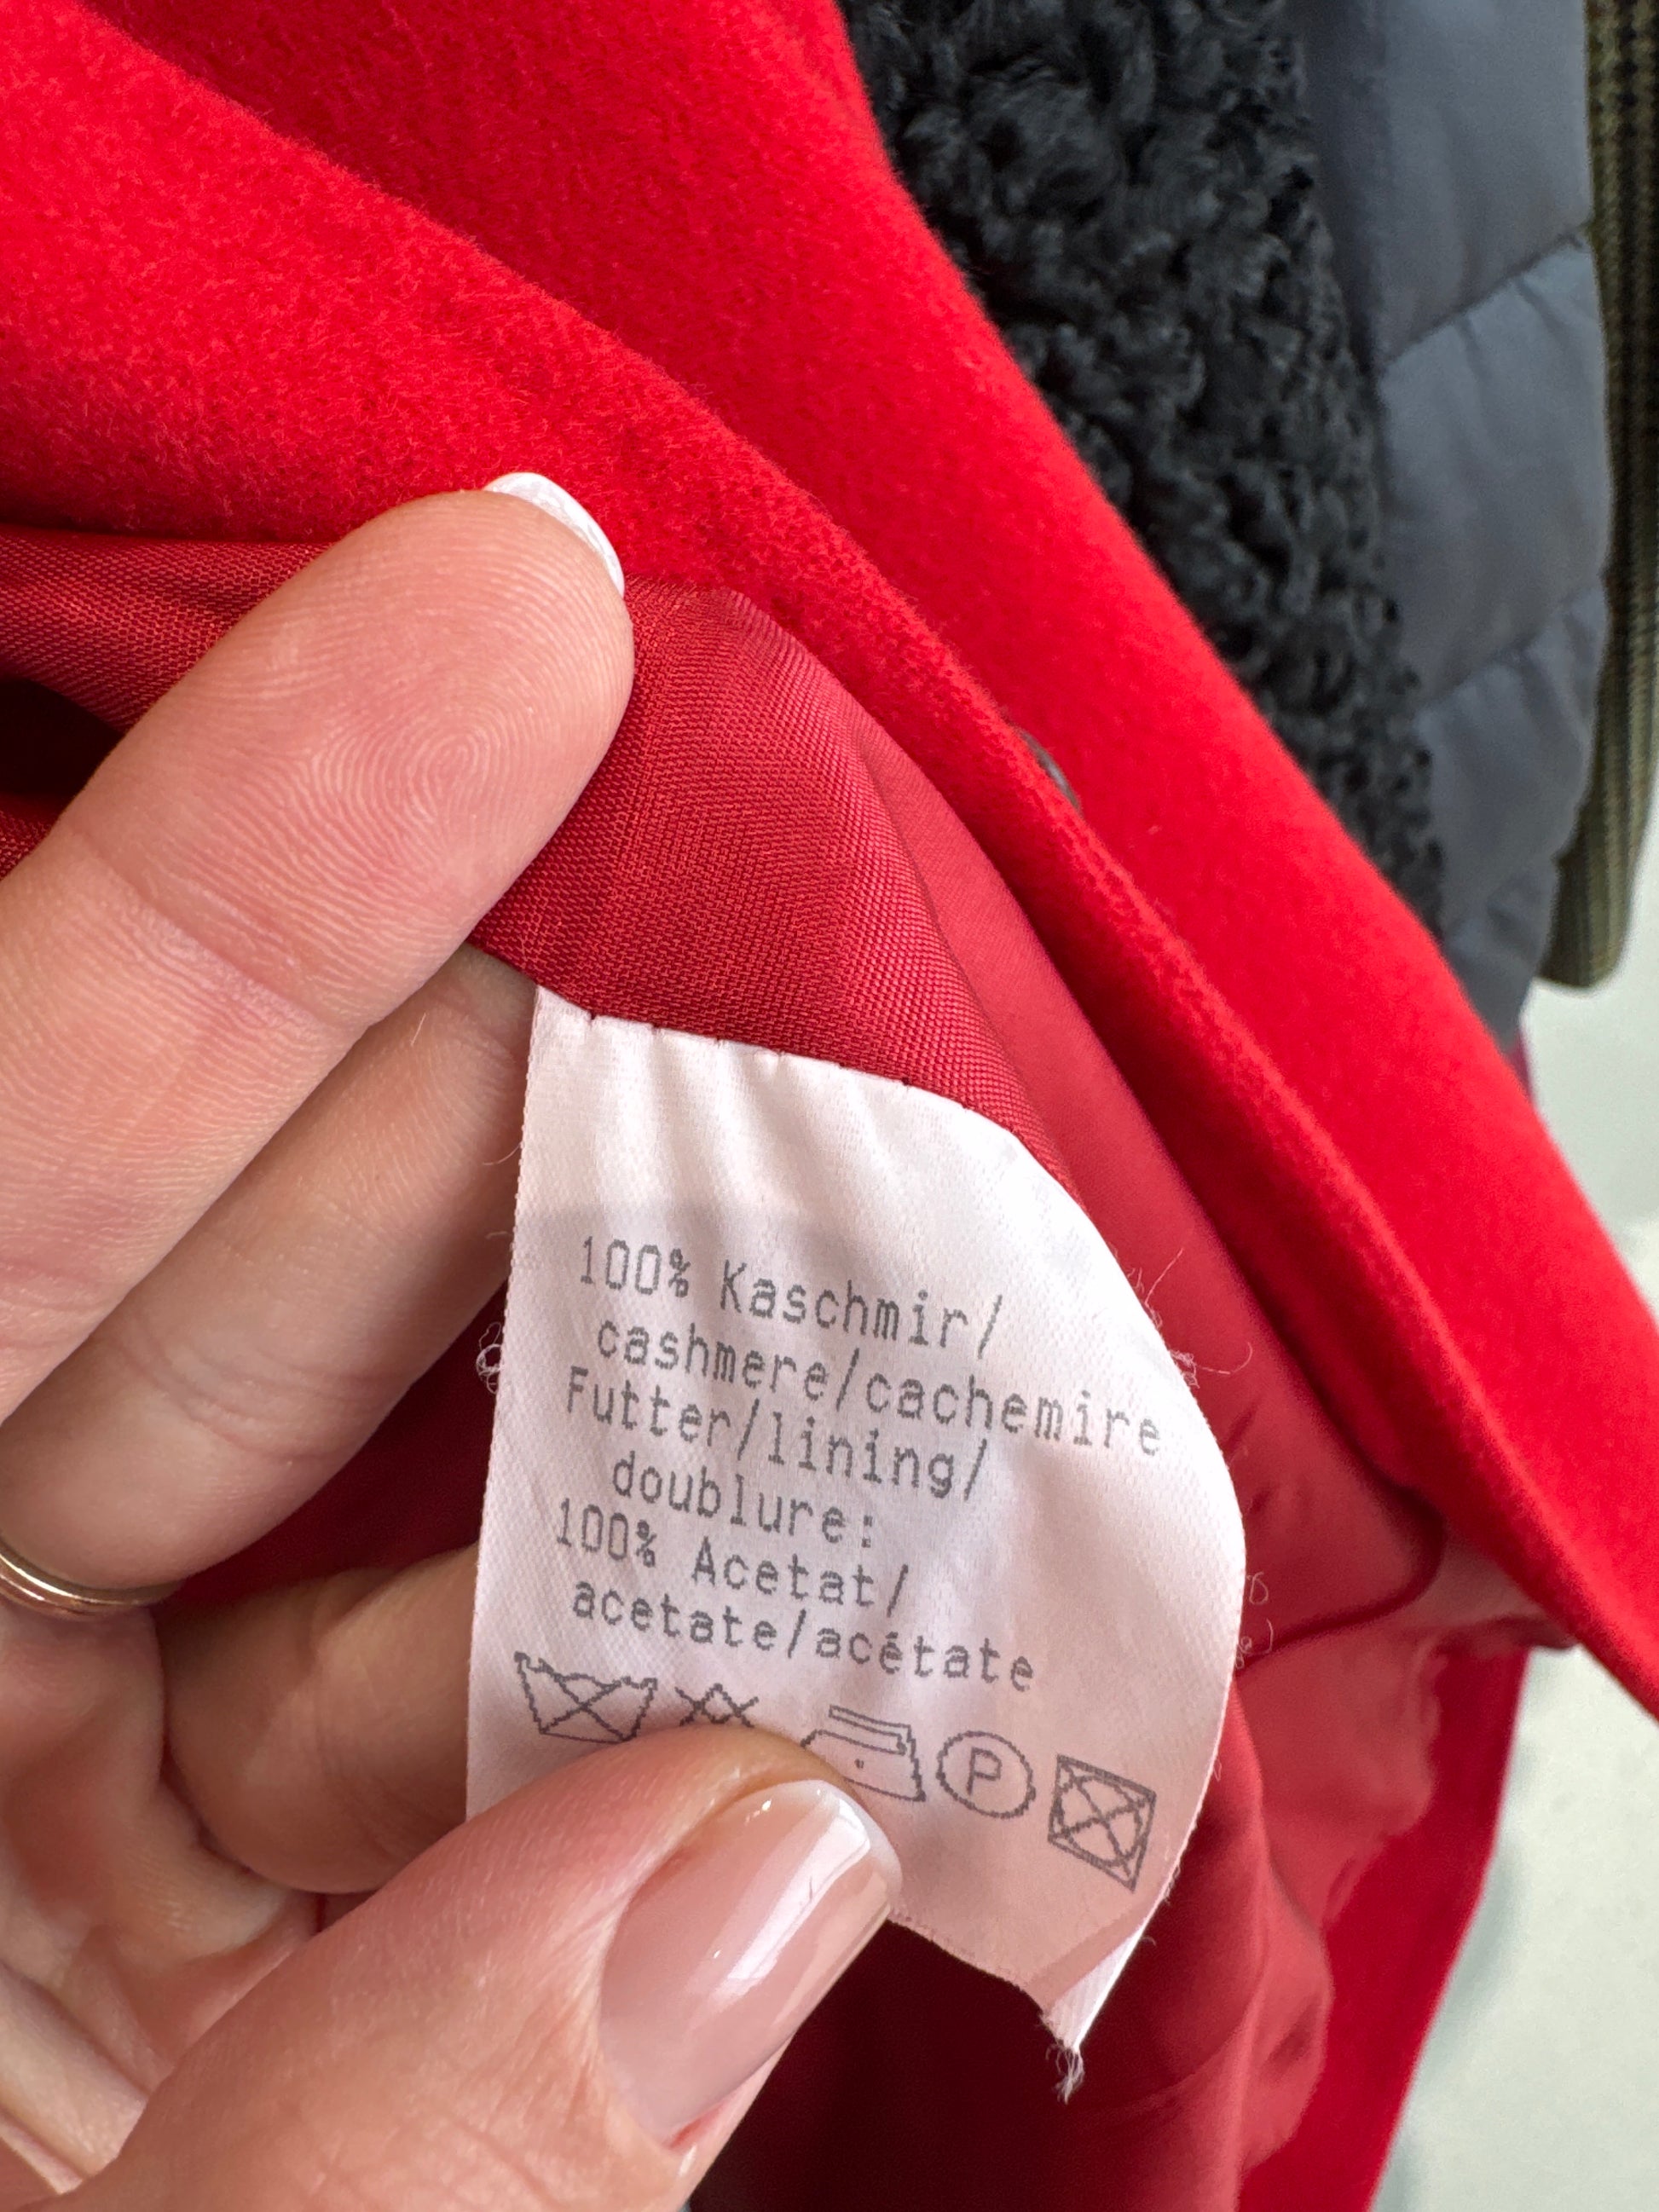 100% Kaschmir/
cashmere/cachemire
Futter/lining/
doublure:
100% Acetat/
acetate/acétate
P